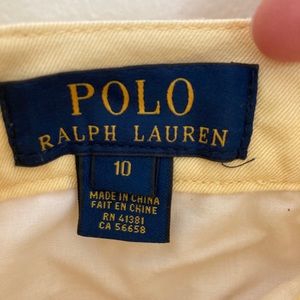 POLO
RALPH LAUREN
10
MADE IN CHINA
FAIT EN CHINE
RN 41381
CA 56658